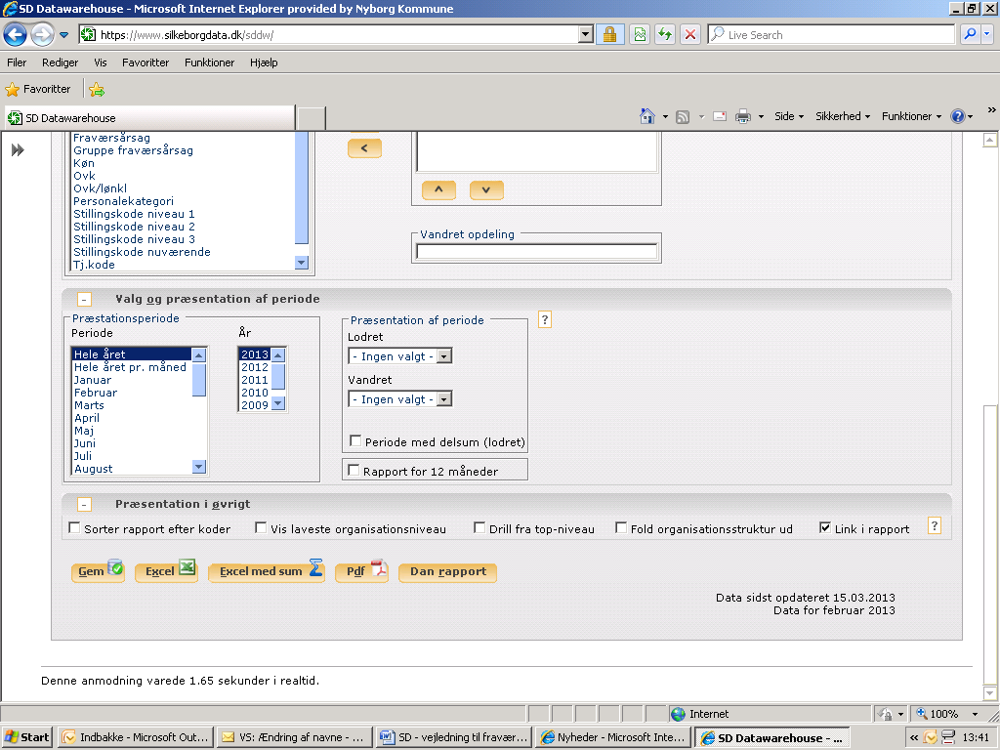 SD Datawarehouse - Microsoft Internet Explorer provided by Nyborg Kommune
https://www.silkeborgdata.dk/sddw/
Live Search
Filer Rediger Vis Favoritter Funktioner Hjælp
Favoritter
SD Datawarehouse
Side Sikkerhed Funktioner »
Fraværsårsag
Gruppe fraværsårsag
Køn
Ovk
Ovk/lønkl
Personalekategori
Stillingskode niveau 1
Stillingskode niveau 2
Stillingskode niveau 3
Stillingskode nuværende
Tj.kode
<
^ v
Vandret opdeling
- Valg og præsentation af periode
Præstationsperiode
Periode År
Hele året 2013
Hele året pr. måned 2012
Januar 2011
Februar 2010
Marts 2009
April
Maj
Juni
Juli
August
Præsentation af periode ?
Lodret
- Ingen valgt -
Vandret
- Ingen valgt -
Periode med delsum (lodret)
Rapport for 12 måneder
- Præsentation i øvrigt
Sorter rapport efter koder Vis laveste organisationsniveau Drill fra top-niveau Fold organisationsstruktur ud Link i rapport ?
Gem Excel Excel med sum Pdf Dan rapport
Data sidst opdateret 15.03.2013
Data for februar 2013
Denne anmodning varede 1.65 sekunder i realtid.
Internet 100%
Start Indbakke - Microsoft Out... VS: Ændring af navne - ... SD - vejledning til fravær... Nyheder - Microsoft Inte... SD Datawarehouse - ... « 13:41